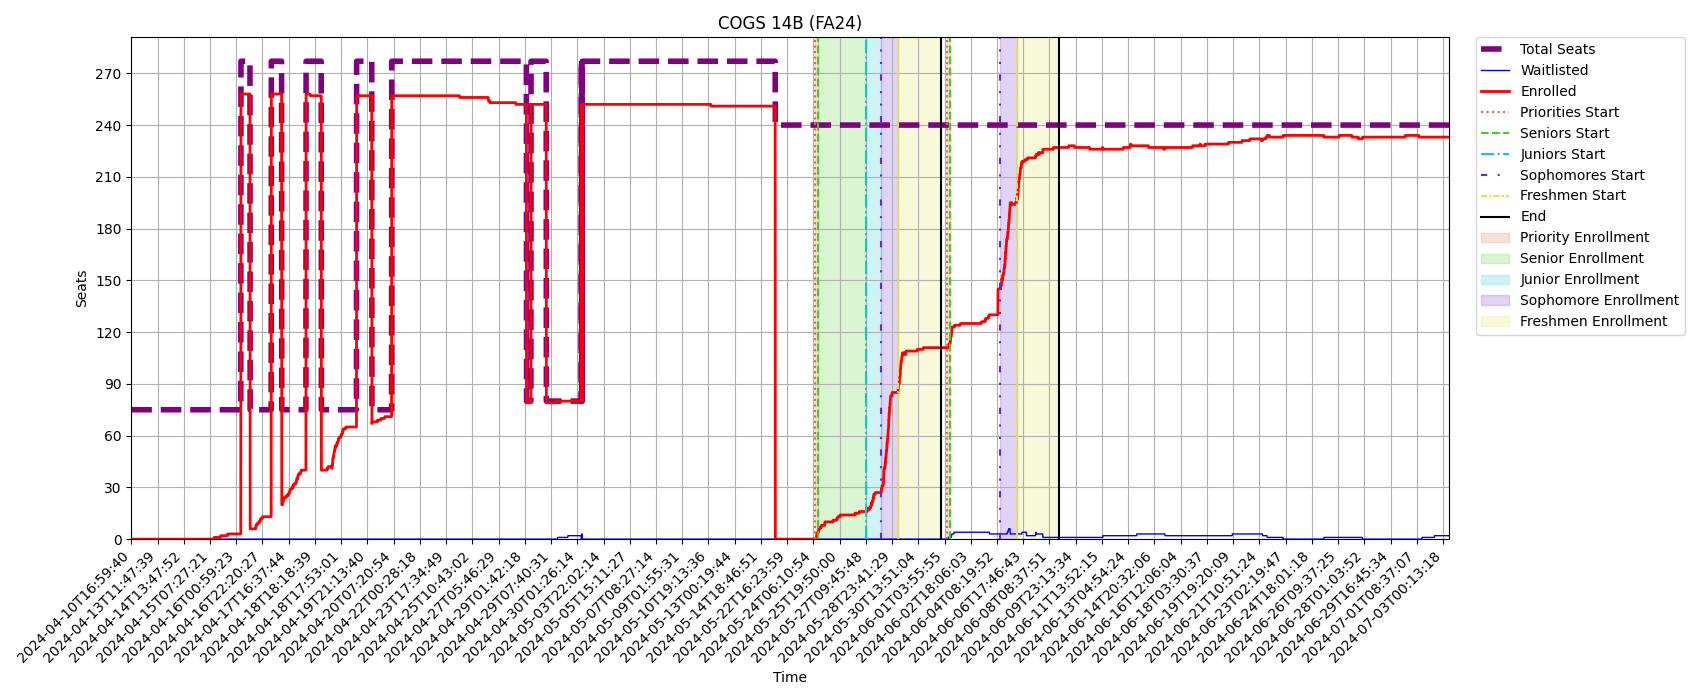 COGS 14B (FA24)
Seats
270
240
210
180
150
120
90
60
30
0
2024-04-10T16:59:40
2024-04-13T11:47:39
2024-04-14T13:47:52
2024-04-15T07:27:21
2024-04-16T00:59:23
2024-04-16T22:20:27
2024-04-17T16:37:44
2024-04-18T18:18:39
2024-04-18T17:53:01
2024-04-19T21:13:40
2024-04-20T07:20:54
2024-04-22T00:28:18
2024-04-23T17:34:49
2024-04-25T10:43:02
2024-04-27T05:46:29
2024-04-29T01:42:18
2024-04-29T07:40:31
2024-04-30T01:26:14
2024-05-03T22:02:14
2024-05-05T15:11:27
2024-05-07T08:27:14
2024-05-09T01:55:31
2024-05-10T19:13:36
2024-05-13T00:19:44
2024-05-14T18:46:51
2024-05-22T16:23:59
2024-05-24T06:10:54
2024-05-25T19:50:00
2024-05-27T09:45:48
2024-05-28T23:41:29
2024-05-30T13:51:04
2024-06-01T03:55:55
2024-06-02T18:06:03
2024-06-04T08:19:52
2024-06-06T17:46:43
2024-06-08T08:37:51
2024-06-09T23:13:34
2024-06-11T13:52:15
2024-06-13T04:54:24
2024-06-14T20:32:06
2024-06-16T12:06:04
2024-06-18T03:30:37
2024-06-19T19:20:09
2024-06-21T10:51:24
2024-06-23T02:19:47
2024-06-24T18:01:18
2024-06-26T09:37:25
2024-06-28T01:03:52
2024-06-29T16:45:34
2024-07-01T08:37:07
2024-07-03T00:13:18
Time
Total Seats
Waitlisted
Enrolled
Priorities Start
Seniors Start
Juniors Start
Sophomores Start
Freshmen Start
End
Priority Enrollment
Senior Enrollment
Junior Enrollment
Sophomore Enrollment
Freshmen Enrollment